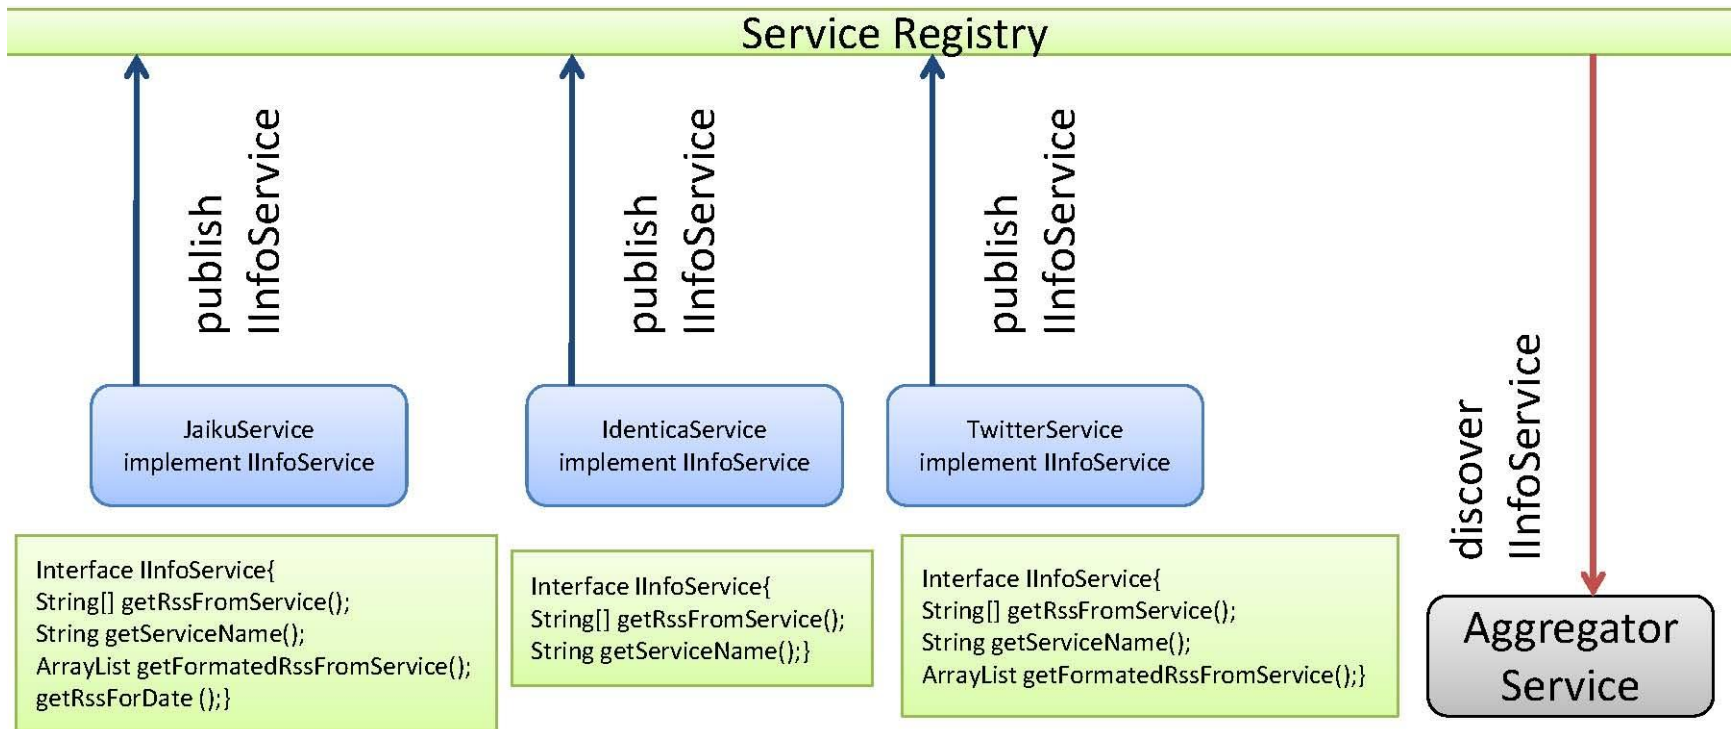 Service Registry
publish
IInfoService
publish
IInfoService
publish
IInfoService
discover
IInfoService
JaikuService
implement IInfoService
IdenticaService
implement IInfoService
TwitterService
implement IInfoService
Interface IInfoService{
String[] getRssFromService();
String getServiceName();
ArrayList getFormatedRssFromService();
getRssForDate ();}
Interface IInfoService{
String[] getRssFromService();
String getServiceName();}
Interface IInfoService{
String[] getRssFromService();
String getServiceName();
ArrayList getFormatedRssFromService();}
Aggregator
Service